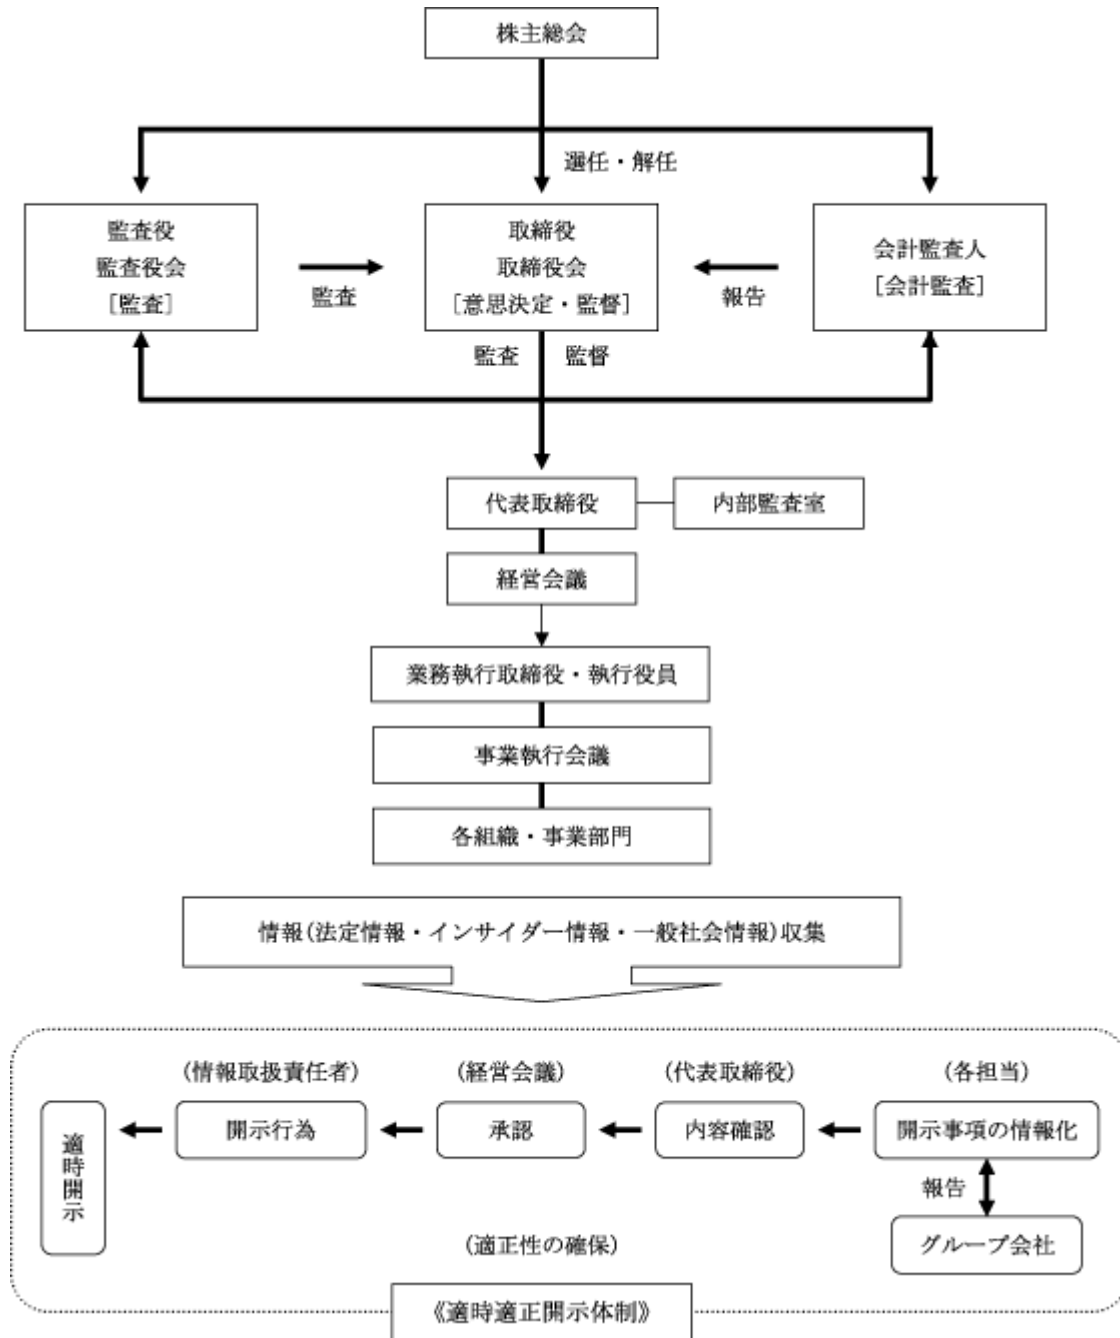 株主総会
選任・解任
監査役
監査役会
[監査]
監査
取締役
取締役会
[意思決定・監督]
報告
会計監査人
[会計監査]
監査
監督
代表取締役
内部監査室
経営会議
業務執行取締役・執行役員
事業執行会議
各組織・事業部門
情報(法定情報・インサイダー情報・一般社会情報)収集
(情報取扱責任者)
(経営会議)
(代表取締役)
(各担当)
適時開示
開示行為
承認
内容確認
開示事項の情報化
報告
グループ会社
(適正性の確保)
《適時適正開示体制》